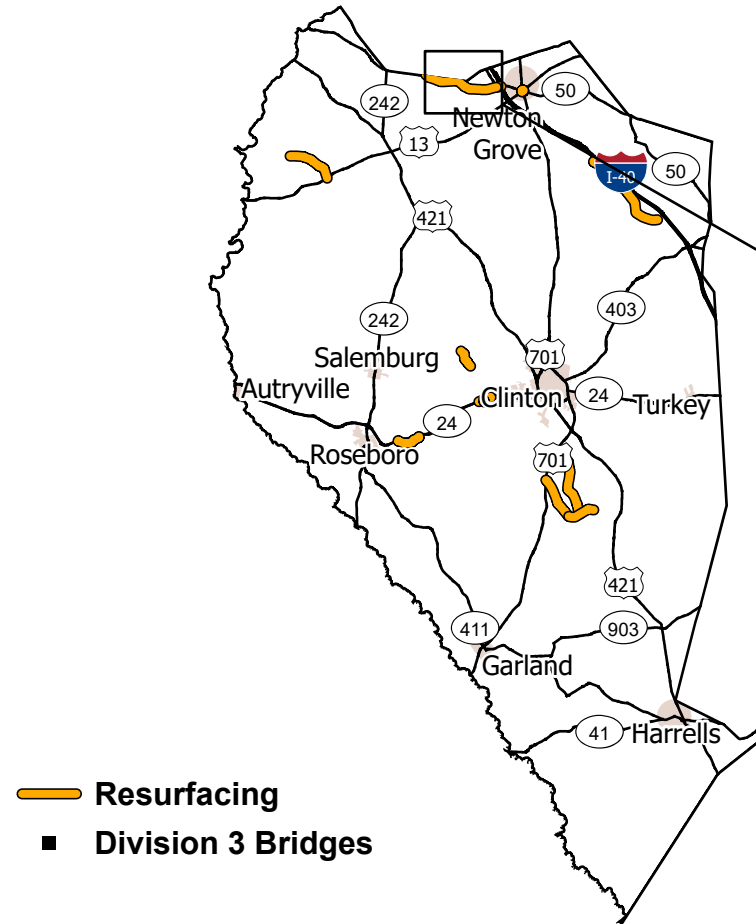 242
50
Newton
Grove
13
50
I-40
421
242
403
701
Salemburg
Autryville
Clinton
24
Turkey
24
Roseboro
701
421
411
903
Garland
41
Harrells
Resurfacing
Division 3 Bridges